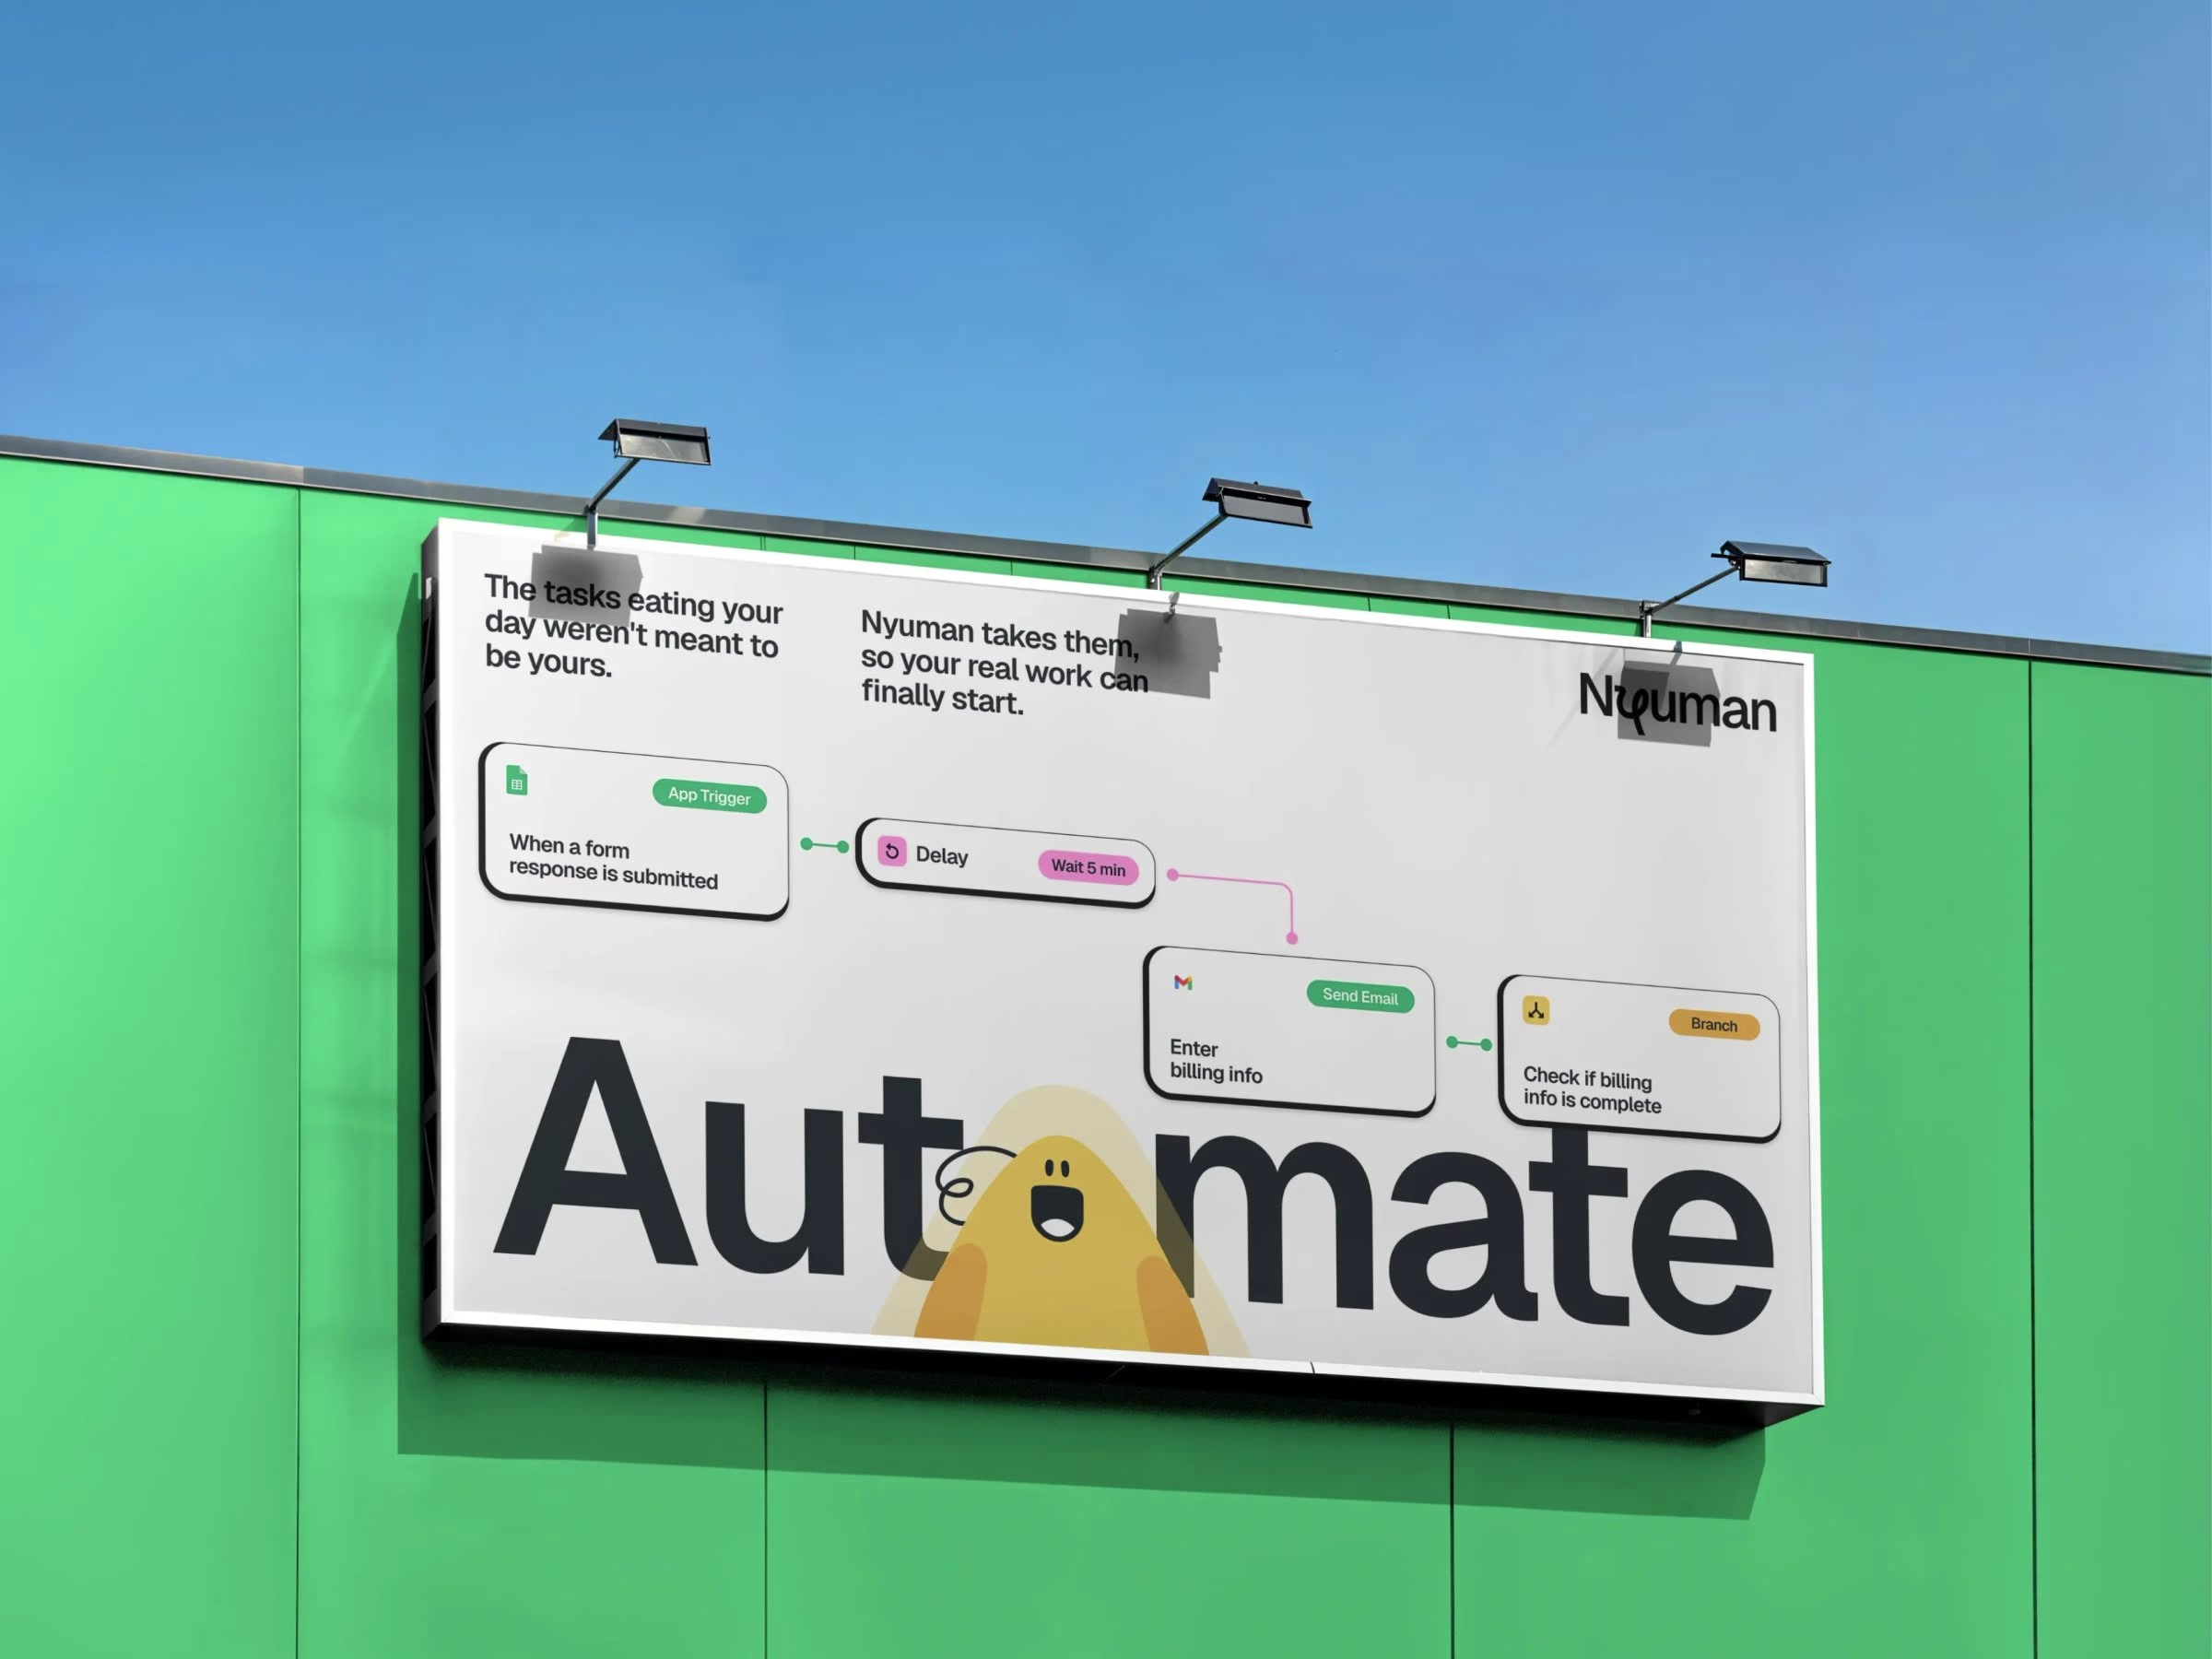 The tasks eating your
day weren't meant to
be yours.
Nyuman takes them,
so your real work can
finally start.
Nyuman
App Trigger
When a form
response is submitted
Delay
Wait 5 min
Send Email
Enter
billing info
Branch
Check if billing
info is complete
Automate